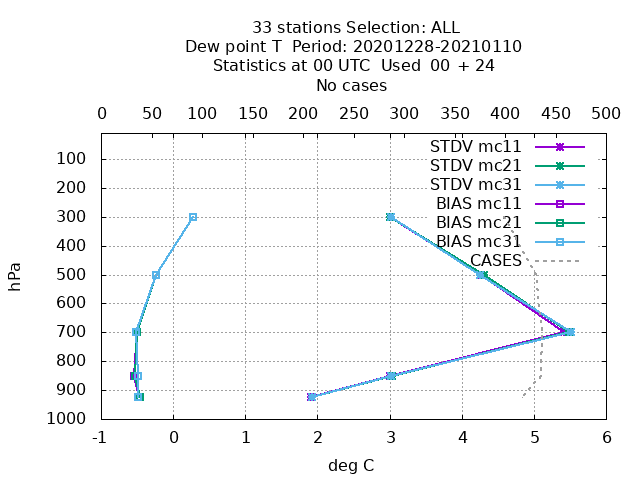 33 stations Selection: ALL
Dew point T  Period: 20201228-20210110
Statistics at 00 UTC  Used  00 + 24
No cases
0 50 100 150 200 250 300 350 400 450 500
STDV mc11
STDV mc21
STDV mc31
BIAS mc11
BIAS mc21
BIAS mc31
CASES
100
200
300
400
500
600
700
800
900
1000
hPa
-1 0 1 2 3 4 5 6
deg C